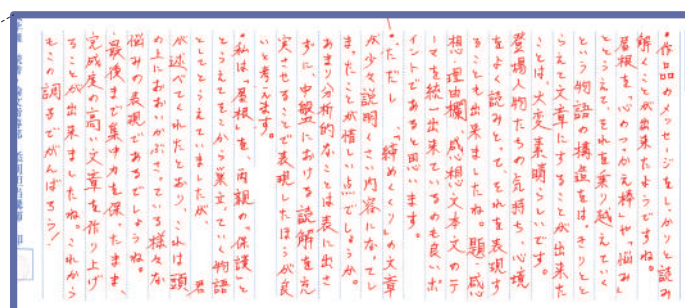 ・作品のメッセージをしっかりと読み
解くことが出来たようですね。
屋根を「心のつかえ棒」や「悩み」
ととらえて、それを乗り越えていく
という物語の構造を、はっきりとと
らえて文章にすることが出来た
ことは、大変素晴らしいです。
登場人物たちの気持ち、心境
をよく読みとって、それを表現す
ることも出来ましたね。題・感
想・理由欄、感想文本文のテ
ーマを統一出来ているのも良いポ
イントであると思います。
・ただし、「締めくくり」の文章
が少々説明くさい内容になってし
まったことが惜しい点でしょうか。
あまり分析的なことは表に出さ
ずに、中盤における読解を充
実させることで表現したほうが良
いと考えます。
・私は「屋根」を、両親の「保護」と
とらえてそこから巣立っていく物語
としてとらえていましたが、君
が述べてくれたとおり、これは頭
の上におおいかぶさっている様々な
悩みの表現であるでしょうね。
・最後まで集中力を保ったまま、
完成度の高い文章を作り上げ
ることが出来ましたね。これから
もこの調子でがんばろう！